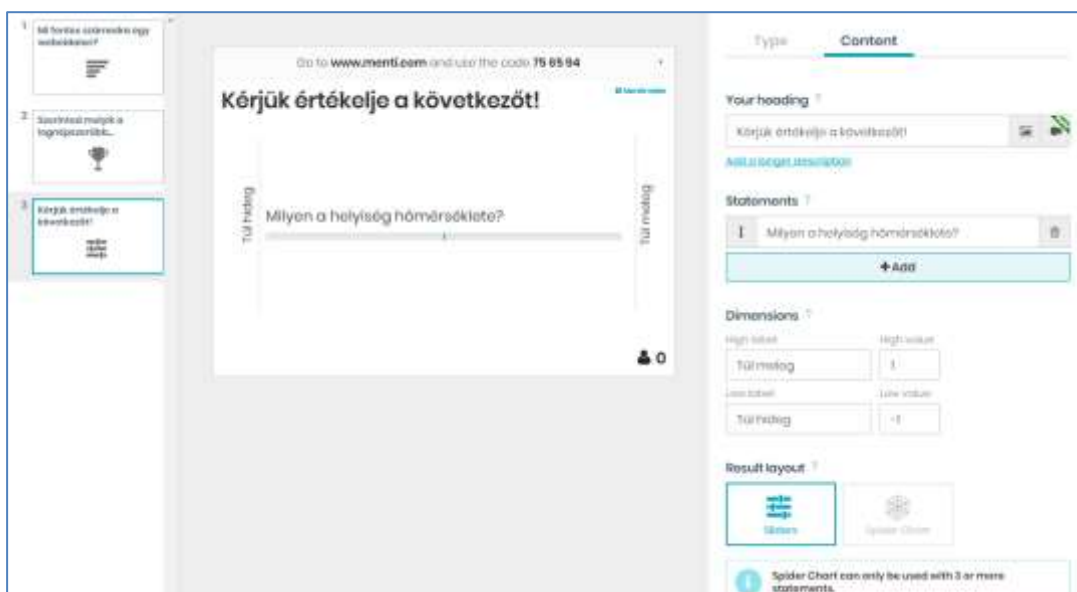 1
Mi fontos számodra egy
weboldalon?
2
Szerinted melyik a
legnépszerűbb...
3
Kérjük értékelje a
következőt!
Go to www.menti.com and use the code 75 65 94
Kérjük értékelje a következőt!
Túl hideg
Milyen a helyiség hőmérséklete?
Túl meleg
0
Type Content
Your heading ?
Kérjük értékelje a következőt!
Add a longer description
Statements ?
Milyen a helyiség hőmérséklete?
+Add
Dimensions ?
High label High value
Túl meleg 1
Low label Low value
Túl hideg -1
Result layout ?
Sliders Spider Chart
Spider Chart can only be used with 3 or more
statements.